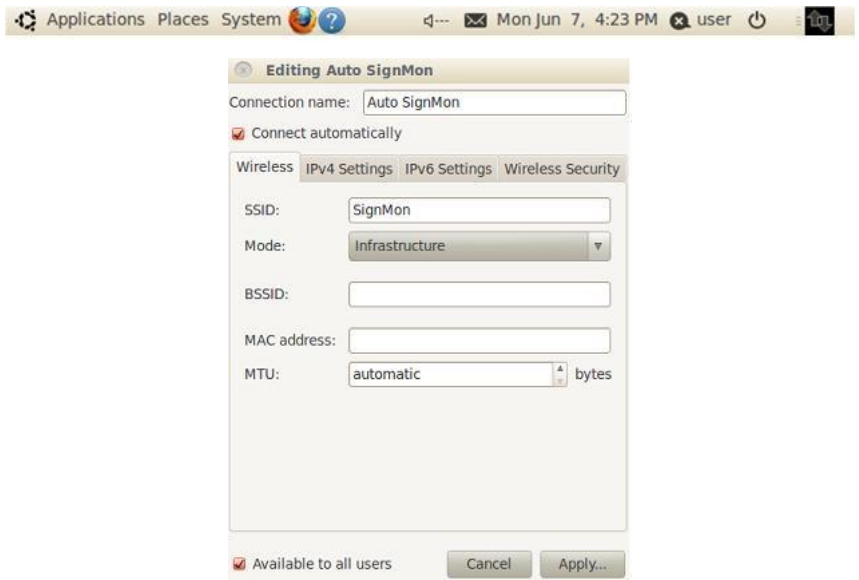 Applications Places System ? Mon Jun 7, 4:23 PM user
Editing Auto SignMon
Connection name: Auto SignMon
Connect automatically
Wireless IPv4 Settings IPv6 Settings Wireless Security
SSID: SignMon
Mode: Infrastructure
BSSID:
MAC address:
MTU: automatic bytes
Available to all users Cancel Apply...